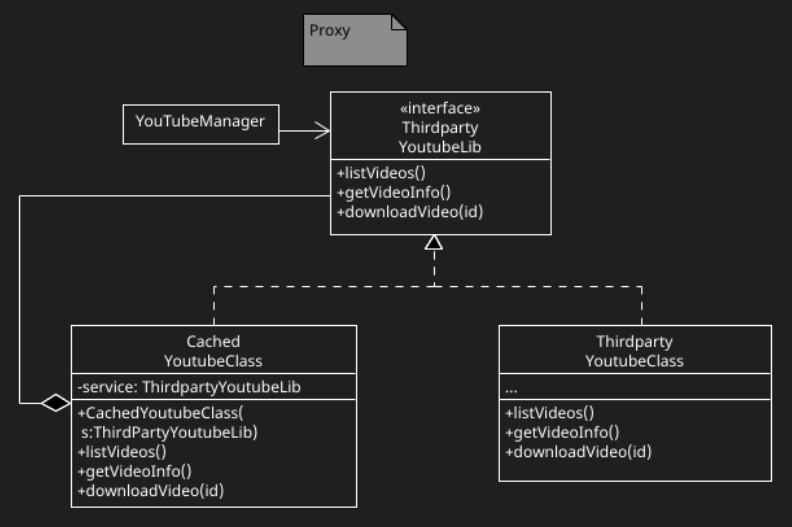 Proxy
YouTubeManager
«interface»
Thirdparty
YoutubeLib
+listVideos()
+getVideoInfo()
+downloadVideo(id)
Cached
YoutubeClass
-service: ThirdpartyYoutubeLib
+CachedYoutubeClass(
s:ThirdPartyYoutubeLib)
+listVideos()
+getVideoInfo()
+downloadVideo(id)
Thirdparty
YoutubeClass
...
+listVideos()
+getVideoInfo()
+downloadVideo(id)